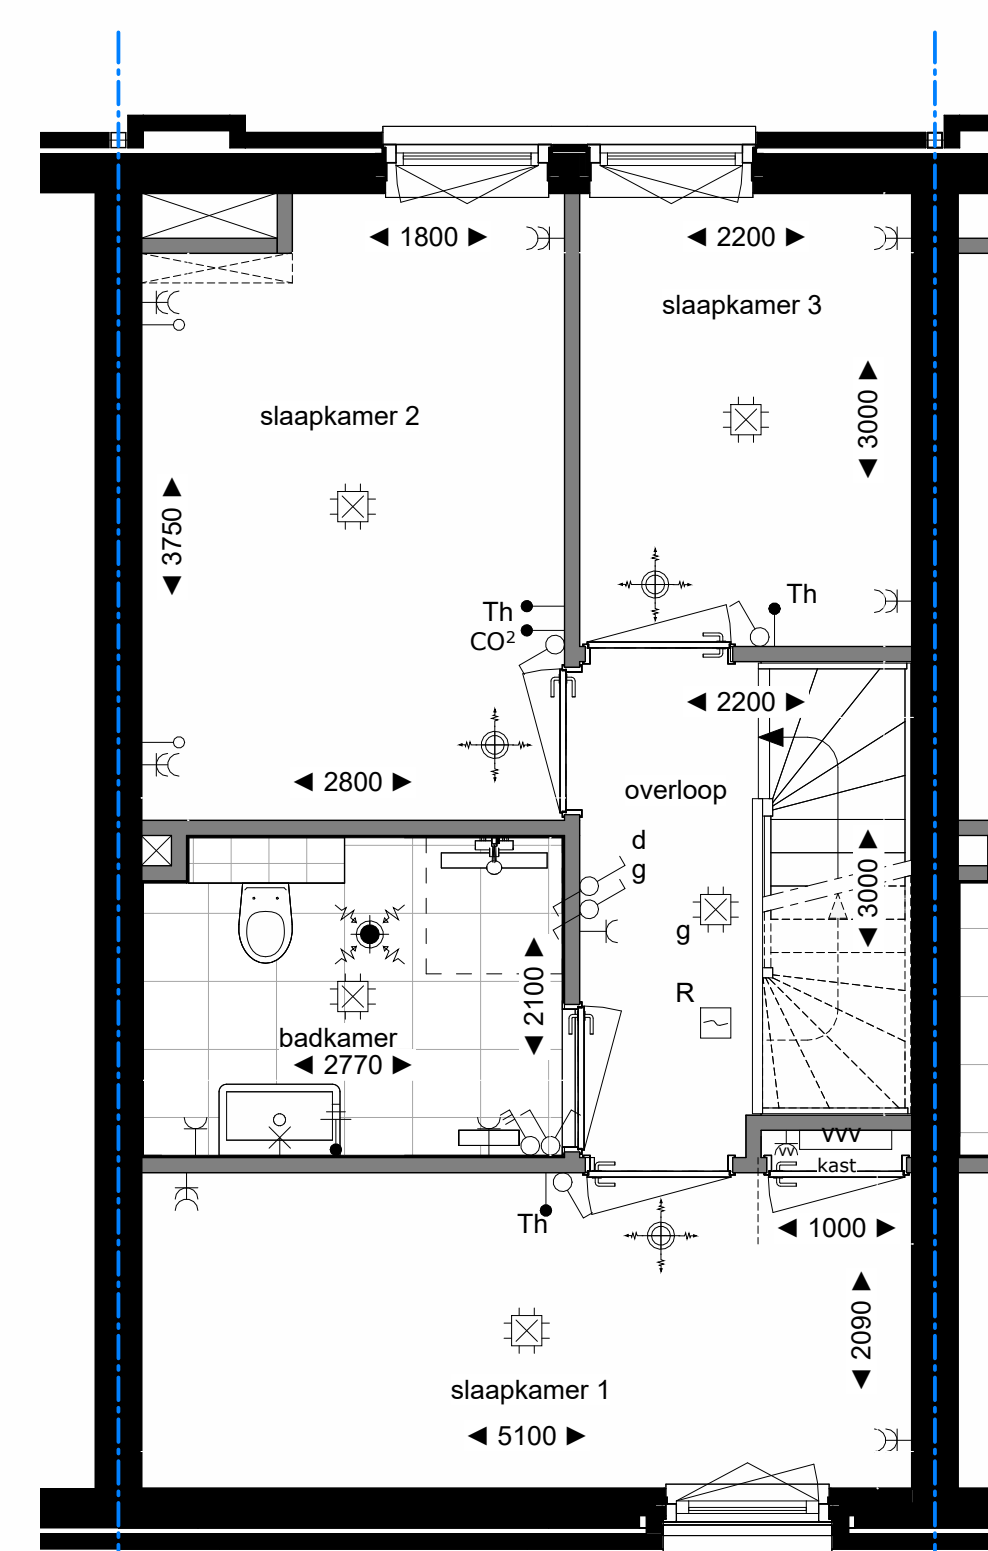 1800
2200
slaapkamer 3
slaapkamer 2
3000
3750
Th
Th
CO²
2200
2800
overloop
d
g
3000
g
2100
R
badkamer
2770
VVV
kast
Th
1000
2090
slaapkamer 1
5100